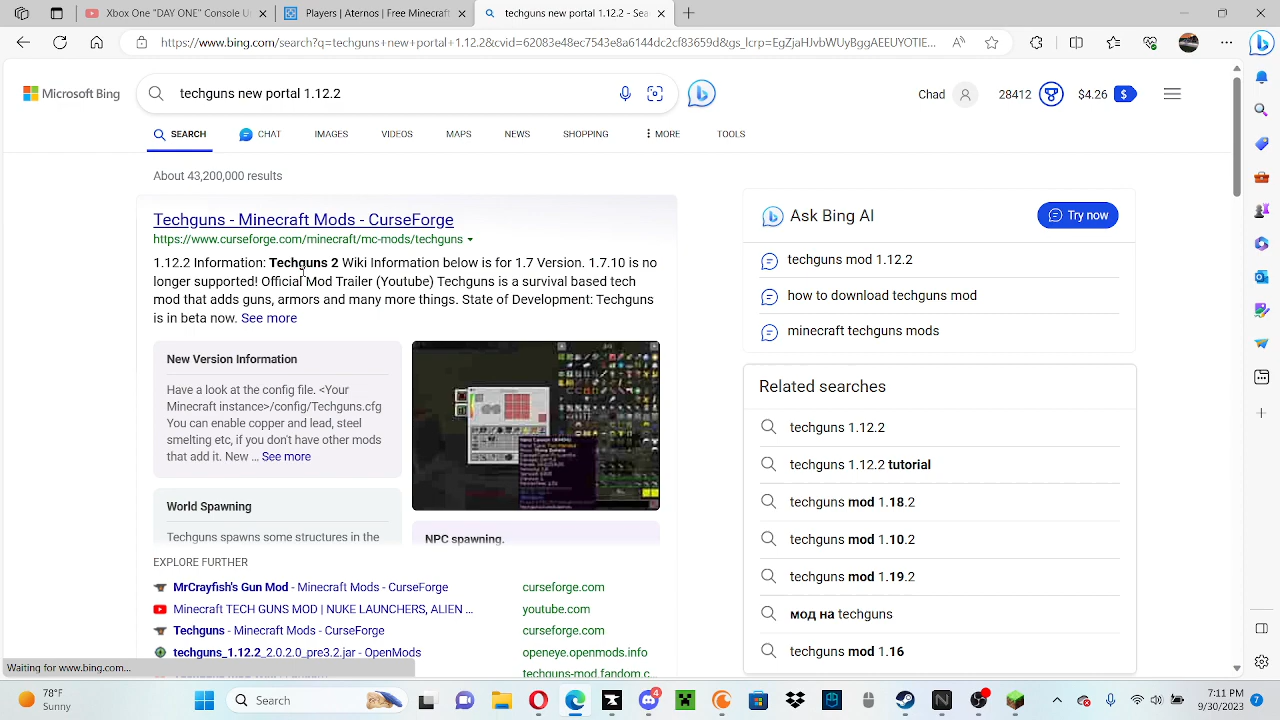 Xbox One "DAY ONE" Console U
Players | Aternos | Free Minecraft
techguns new portal 1.12.2 - Sea
https://www.bing.com/search?q=techguns+new+portal+1.12.2&cvid=62083e48ec7543e8a6144dc2cf83659d&gs_lcrp=EgZjaHJvbWUyBggAEEUYOTIE...
Microsoft Bing
techguns new portal 1.12.2
Chad
28412
$4.26
SEARCH
CHAT
IMAGES
VIDEOS
MAPS
NEWS
SHOPPING
MORE
TOOLS
About 43,200,000 results
Techguns - Minecraft Mods - CurseForge
https://www.curseforge.com/minecraft/mc-mods/techguns
1.12.2 Information: Techguns 2 Wiki Information below is for 1.7 Version. 1.7.10 is no
longer supported! Official Mod Trailer (Youtube) Techguns is a survival based tech
mod that adds guns, armors and many more things. State of Development: Techguns
is in beta now. See more
New Version Information
Have a look at the config file. <Your
Minecraft instance>/config/Techguns.cfg
You can enable copper and lead, steel
smelting etc, if you don't have other mods
that add it. New ... See more
World Spawning
Techguns spawns some structures in the
NPC spawning.
EXPLORE FURTHER
MrCrayfish's Gun Mod - Minecraft Mods - CurseForge
curseforge.com
Minecraft TECH GUNS MOD | NUKE LAUNCHERS, ALIEN ...
youtube.com
Techguns - Minecraft Mods - CurseForge
curseforge.com
techguns_1.12.2_2.0.2.0_pre3.2.jar - OpenMods
openeye.openmods.info
techguns-mod.fandom.c...
Ask Bing AI
Try now
techguns mod 1.12.2
how to download techguns mod
minecraft techguns mods
Related searches
techguns 1.12.2
techguns 1.12.2 tutorial
techguns mod 1.18.2
techguns mod 1.10.2
techguns mod 1.19.2
мод на techguns
techguns mod 1.16
Waiting for www.bing.com...
78°F
Sunny
Search
4
7:11 PM
9/30/2023
7